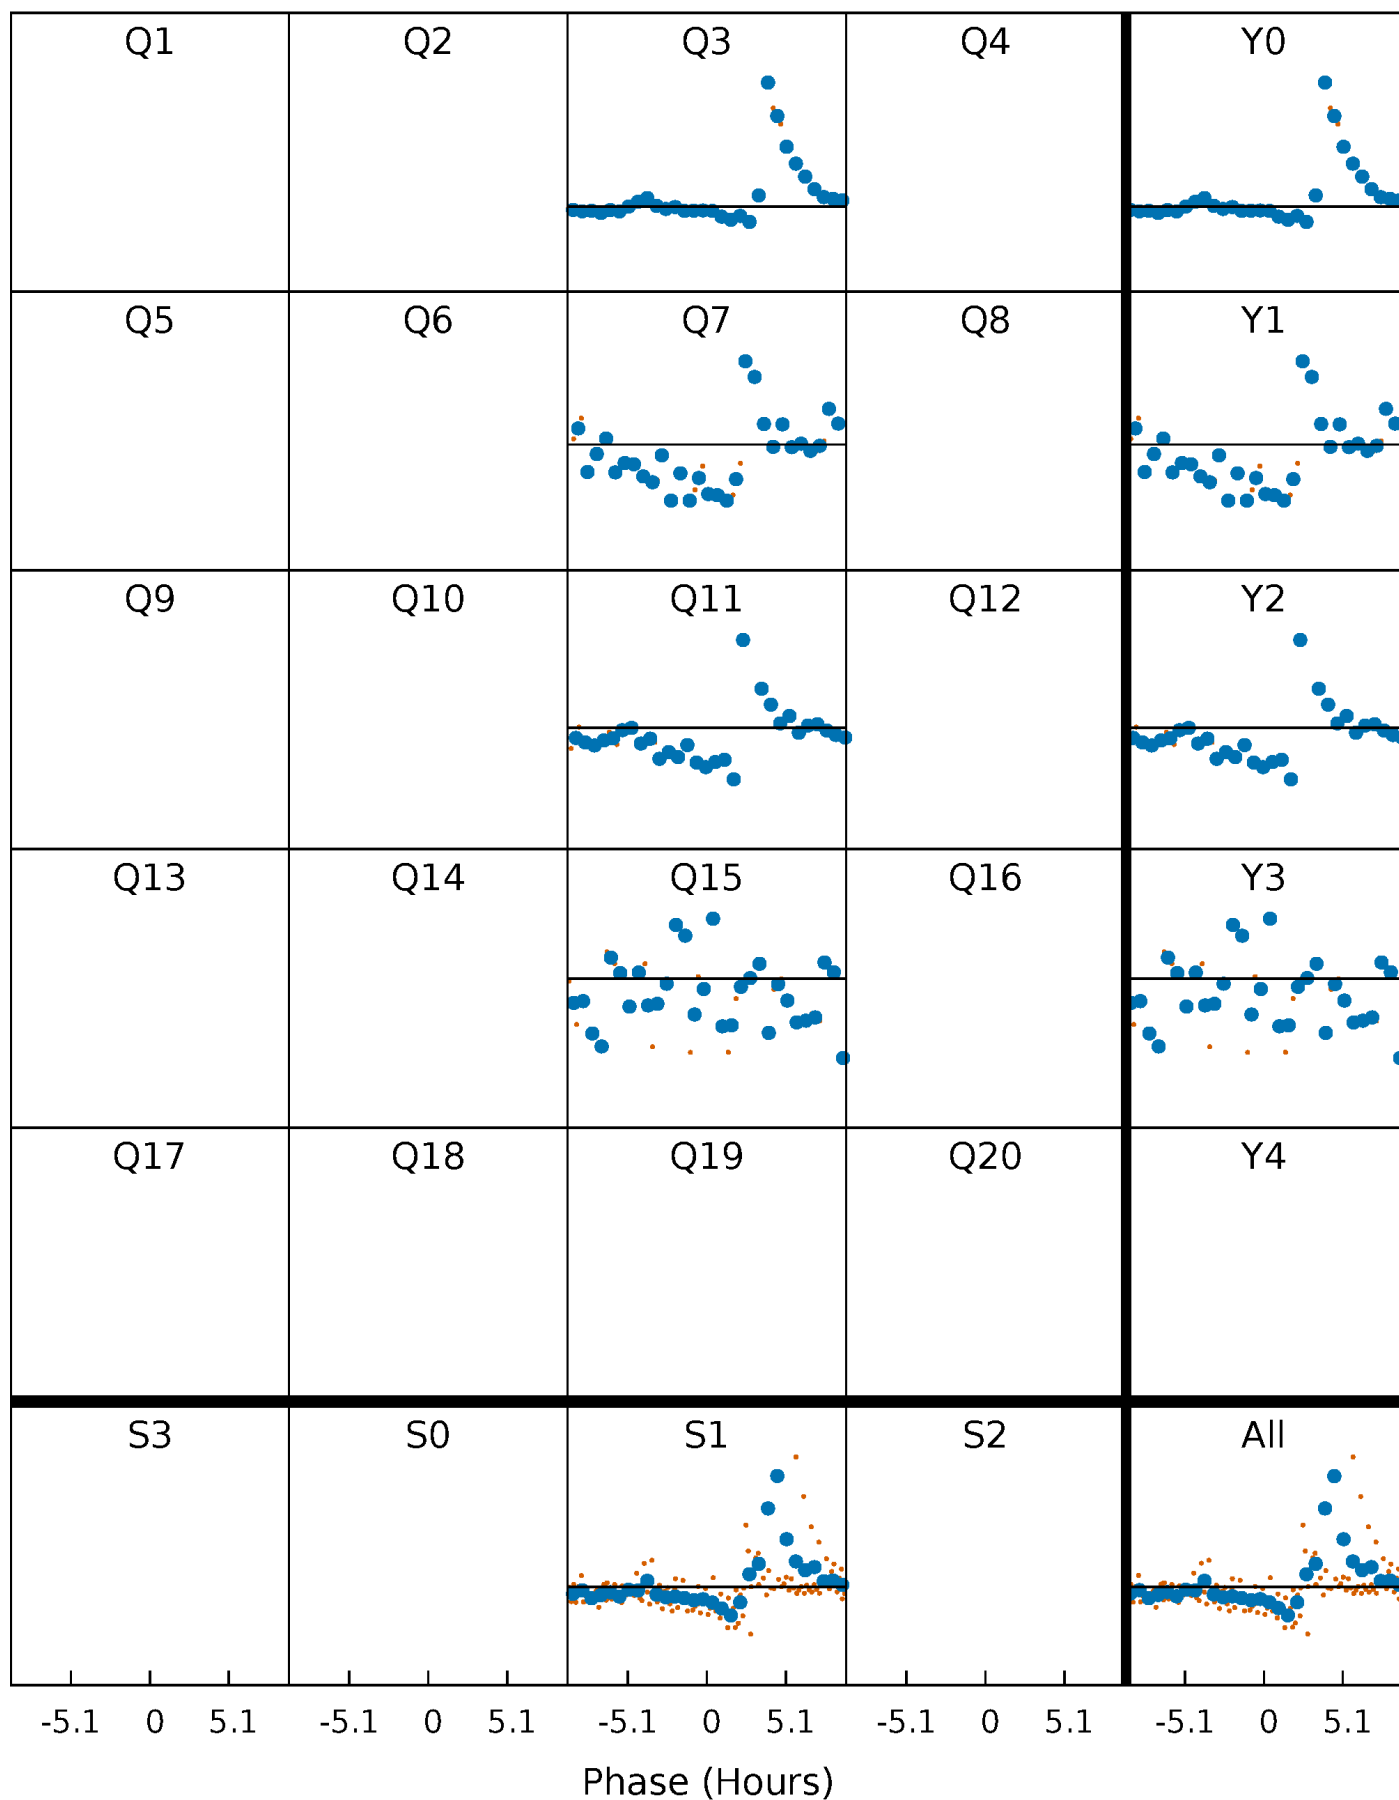 Q1 Q2 Q3 Q4 Y0
Q5 Q6 Q7 Q8 Y1
Q9 Q10 Q11 Q12 Y2
Q13 Q14 Q15 Q16 Y3
Q17 Q18 Q19 Q20 Y4
S3 S0 S1 S2 All
-5.1 0 5.1 -5.1 0 5.1 -5.1 0 5.1 -5.1 0 5.1 -5.1 0 5.1
Phase (Hours)